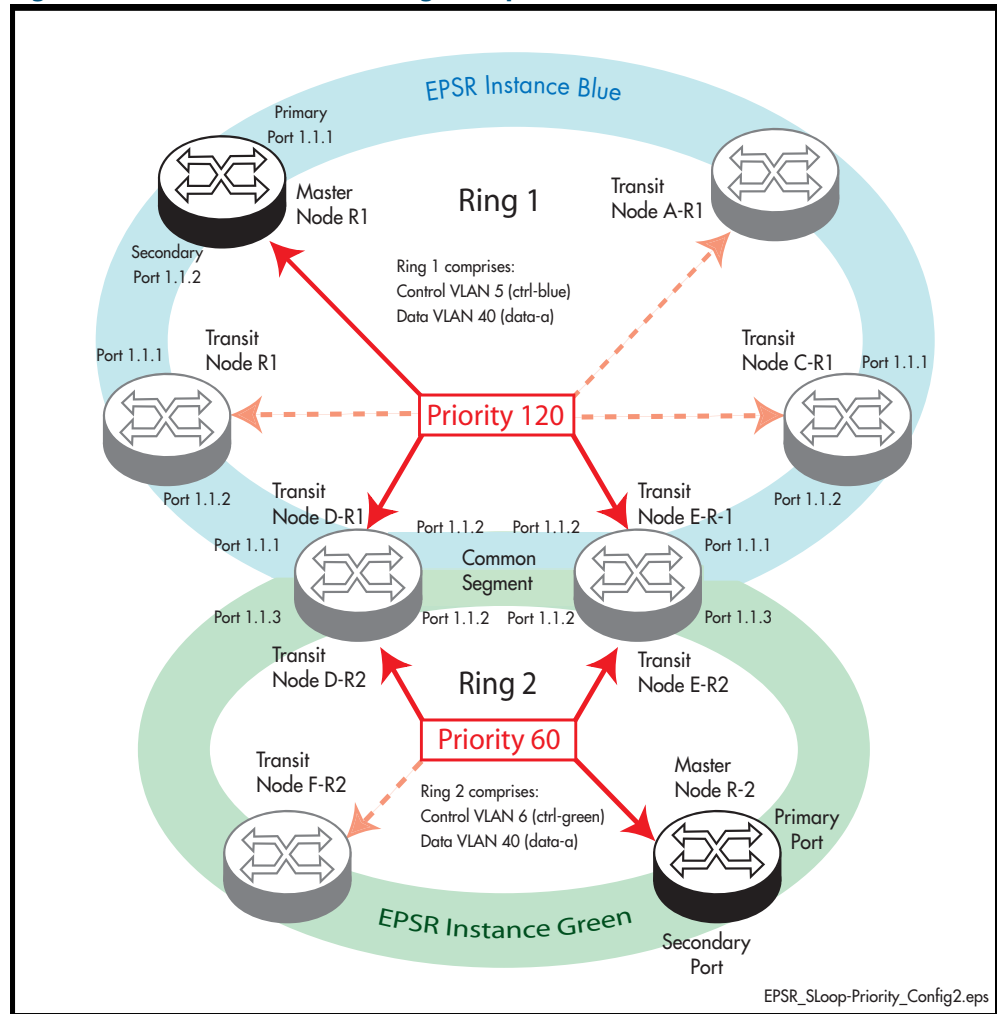 EPSR Instance Blue
Primary
Port 1.1.1
Master
Node R1
Ring 1
Transit
Node A-R1
Secondary
Port 1.1.2
Ring 1 comprises:
Control VLAN 5 (ctrl-blue)
Data VLAN 40 (data-a)
Port 1.1.1
Transit
Node R1
Transit
Node C-R1
Port 1.1.1
Priority 120
Port 1.1.2
Transit
Node D-R1
Port 1.1.2
Port 1.1.2
Transit
Node E-R-1
Port 1.1.2
Port 1.1.1
Common
Segment
Port 1.1.1
Port 1.1.3
Port 1.1.2
Port 1.1.2
Port 1.1.3
Transit
Node D-R2
Ring 2
Transit
Node E-R2
Priority 60
Transit
Node F-R2
Ring 2 comprises:
Control VLAN 6 (ctrl-green)
Data VLAN 40 (data-a)
Master
Node R-2
Primary
Port
EPSR Instance Green
Secondary
Port
EPSR_SLoop-Priority_Config2.eps